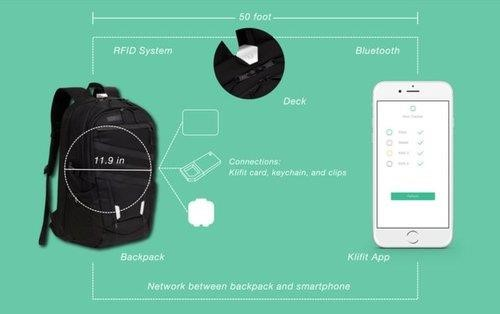 50 foot
RFID System
Bluetooth
Deck
11.9 in
Connections:
Klifit card, keychain, and clips
Backpack
Klifit App
Network between backpack and smartphone